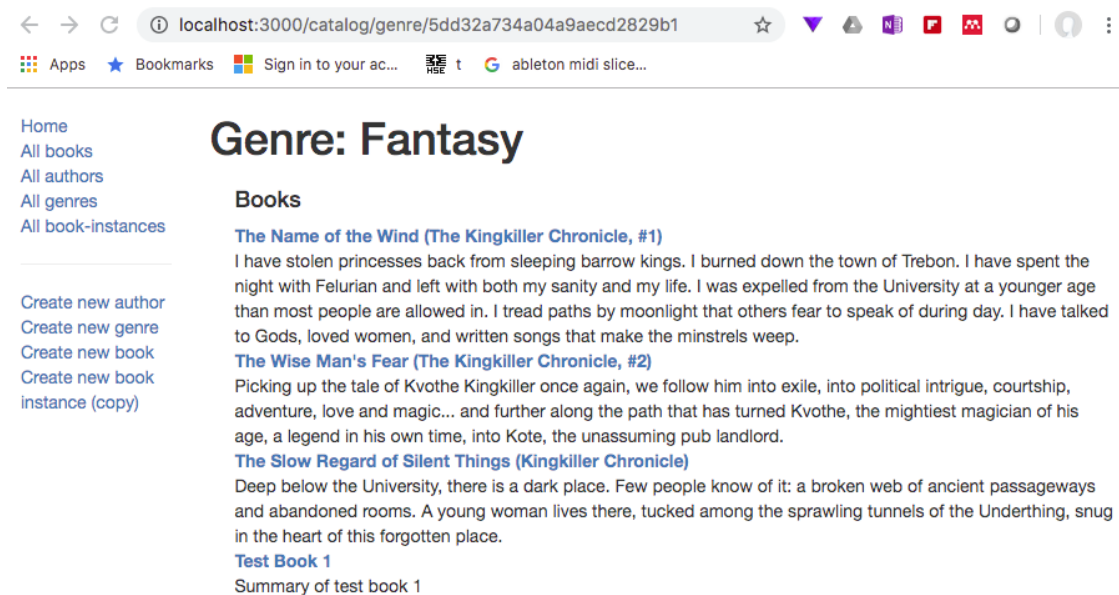 localhost:3000/catalog/genre/5dd32a734a04a9aecd2829b1
Apps Bookmarks Sign in to your ac... HSE t ableton midi slice...
Home
All books
All authors
All genres
All book-instances
Create new author
Create new genre
Create new book
Create new book
instance (copy)
Genre: Fantasy
Books
The Name of the Wind (The Kingkiller Chronicle, #1)
I have stolen princesses back from sleeping barrow kings. I burned down the town of Trebon. I have spent the
night with Felurian and left with both my sanity and my life. I was expelled from the University at a younger age
than most people are allowed in. I tread paths by moonlight that others fear to speak of during day. I have talked
to Gods, loved women, and written songs that make the minstrels weep.
The Wise Man's Fear (The Kingkiller Chronicle, #2)
Picking up the tale of Kvothe Kingkiller once again, we follow him into exile, into political intrigue, courtship,
adventure, love and magic... and further along the path that has turned Kvothe, the mightiest magician of his
age, a legend in his own time, into Kote, the unassuming pub landlord.
The Slow Regard of Silent Things (Kingkiller Chronicle)
Deep below the University, there is a dark place. Few people know of it: a broken web of ancient passageways
and abandoned rooms. A young woman lives there, tucked among the sprawling tunnels of the Underthing, snug
in the heart of this forgotten place.
Test Book 1
Summary of test book 1